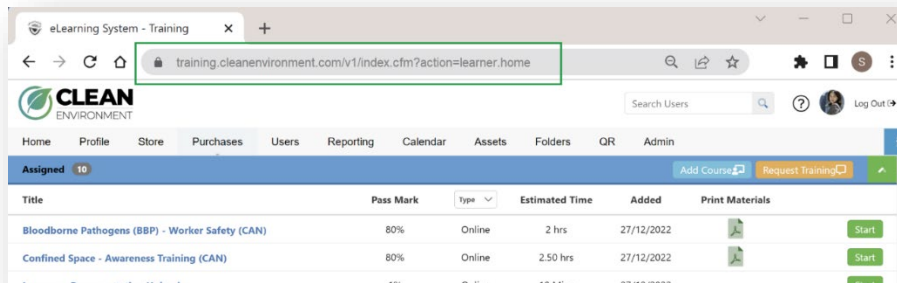 eLearning System - Training
training.cleanenvironment.com/v1/index.cfm?action=learner.home
S
CLEAN
ENVIRONMENT
Search Users
Log Out
Home Profile Store Purchases Users Reporting Calendar Assets Folders QR Admin
Assigned 10 Add Course Request Training
Title Pass Mark Type Estimated Time Added Print Materials
Bloodborne Pathogens (BBP) - Worker Safety (CAN) 80% Online 2 hrs 27/12/2022 Start
Confined Space - Awareness Training (CAN) 80% Online 2.50 hrs 27/12/2022 Start